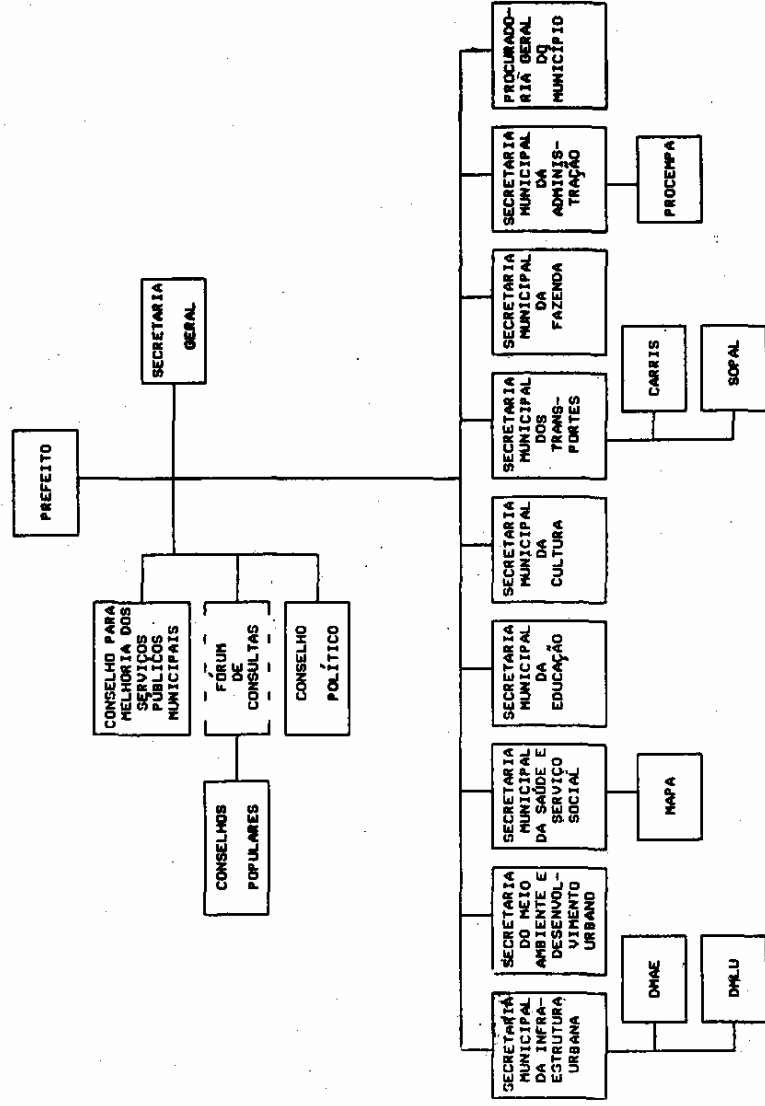 PREFEITO
SECRETARIA
GERAL
CONSELHO PARA
MELHORIA DOS
SERVIÇOS
PÚBLICOS
MUNICIPAIS
FÓRUM
DE
CONSULTAS
CONSELHO
POLÍTICO
CONSELHOS
POPULARES
SECRETARIA
MUNICIPAL
DA INFRA-
ESTRUTURA
URBANA
SECRETARIA
DO MEIO
AMBIENTE E
DESENVOL-
VIMENTO
URBANO
SECRETARIA
MUNICIPAL
DA SAÚDE E
SERVIÇO
SOCIAL
SECRETARIA
MUNICIPAL
DA
EDUCAÇÃO
SECRETARIA
MUNICIPAL
DA
CULTURA
SECRETARIA
MUNICIPAL
DOS
TRANS-
PORTES
SECRETARIA
MUNICIPAL
DA
FAZENDA
SECRETARIA
MUNICIPAL
DA
ADMINIS-
TRAÇÃO
PROCURADO-
RIA GERAL
DO
MUNICÍPIO
DMAE
DMLU
MAPA
CARRIS
SOPAL
PROCEMPA